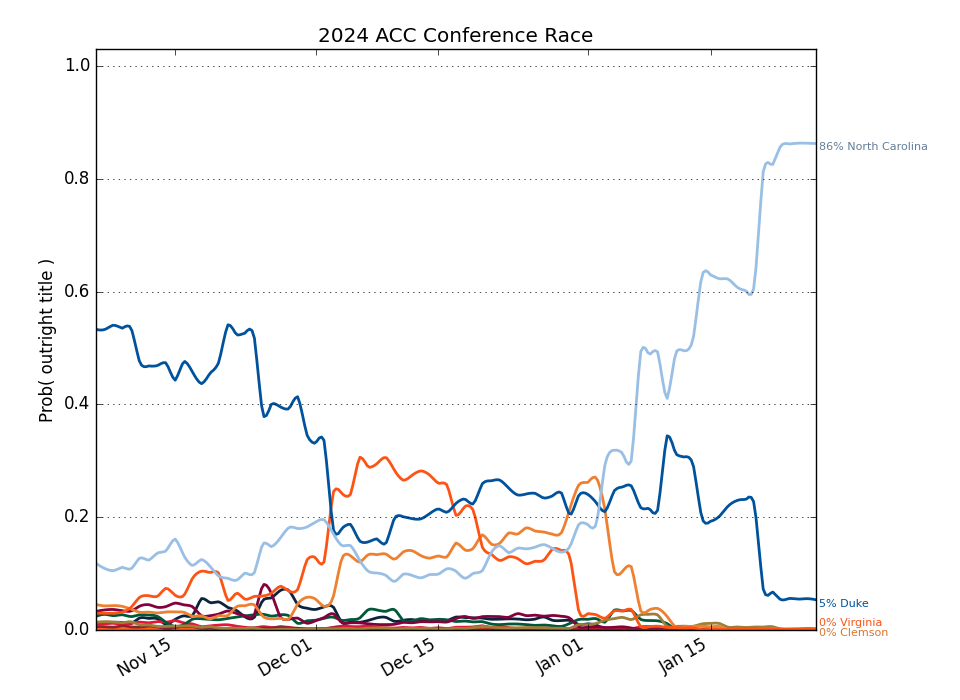 2024 ACC Conference Race
Prob( outright title )
1.0
0.8
0.6
0.4
0.2
0.0
Nov 15
Dec 01
Dec 15
Jan 01
Jan 15
86% North Carolina
5% Duke
0% Virginia
0% Clemson